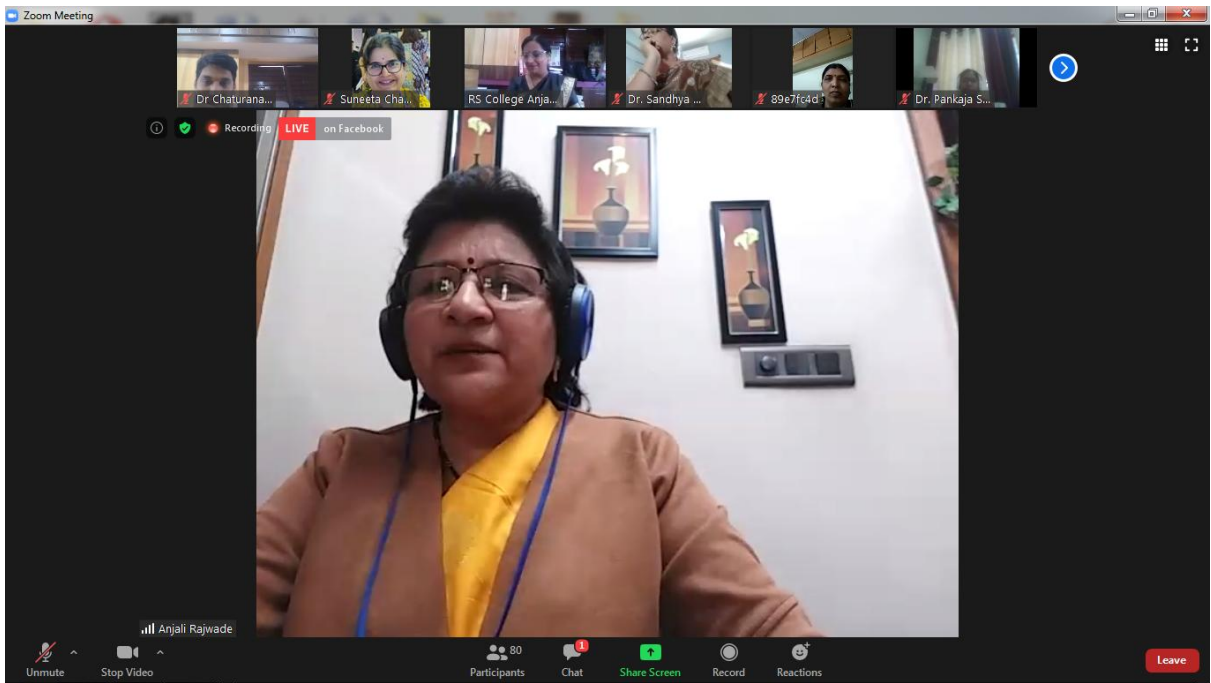 Zoom Meeting
Dr Chaturana...
Suneeta Cha...
RS College Anja...
Dr. Sandhya ...
89e7fc4d
Dr. Pankaja S...
Recording
LIVE on Facebook
Anjali Rajwade
80
1
Unmute
Stop Video
Participants
Chat
Share Screen
Record
Reactions
Leave